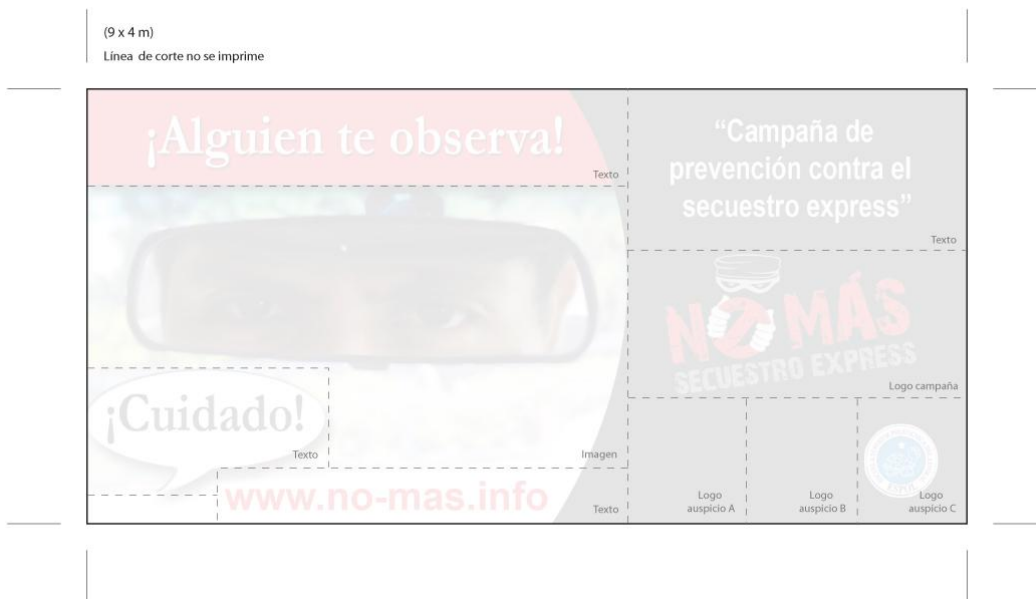 (9 x 4 m)
Línea de corte no se imprime
¡Alguien te observa!
Texto
“Campaña de
prevención contra el
secuestro express”
Texto
NO MÁS
SECUESTRO EXPRESS
Logo campaña
¡Cuidado!
Texto
Imagen
www.no-mas.info
Texto
Logo
auspicio A
Logo
auspicio B
Logo
auspicio C
ESPOL